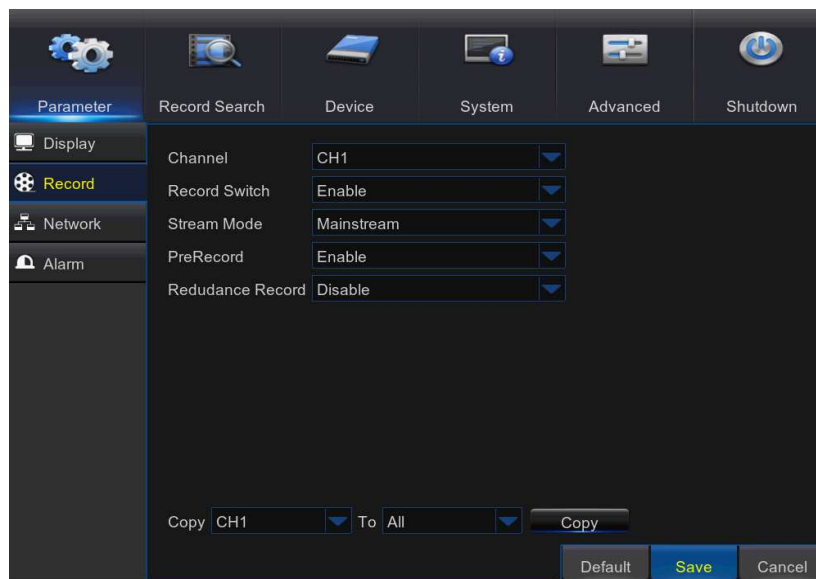 Parameter Record Search Device System Advanced Shutdown
Display
Record
Network
Alarm
Channel CH1
Record Switch Enable
Stream Mode Mainstream
PreRecord Enable
Redudance Record Disable
Copy CH1 To All Copy
Default Save Cancel